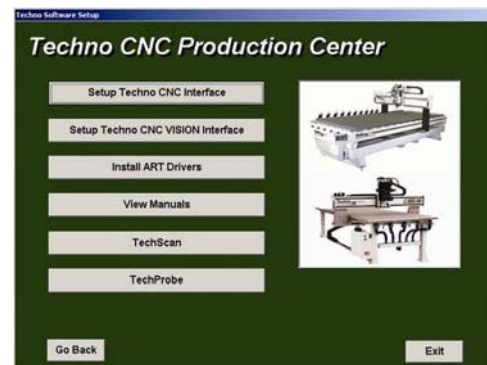 Techno Software Setup
Techno CNC Production Center
Setup Techno CNC Interface
Setup Techno CNC VISION Interface
Install ART Drivers
View Manuals
TechScan
TechProbe
Go Back
Exit